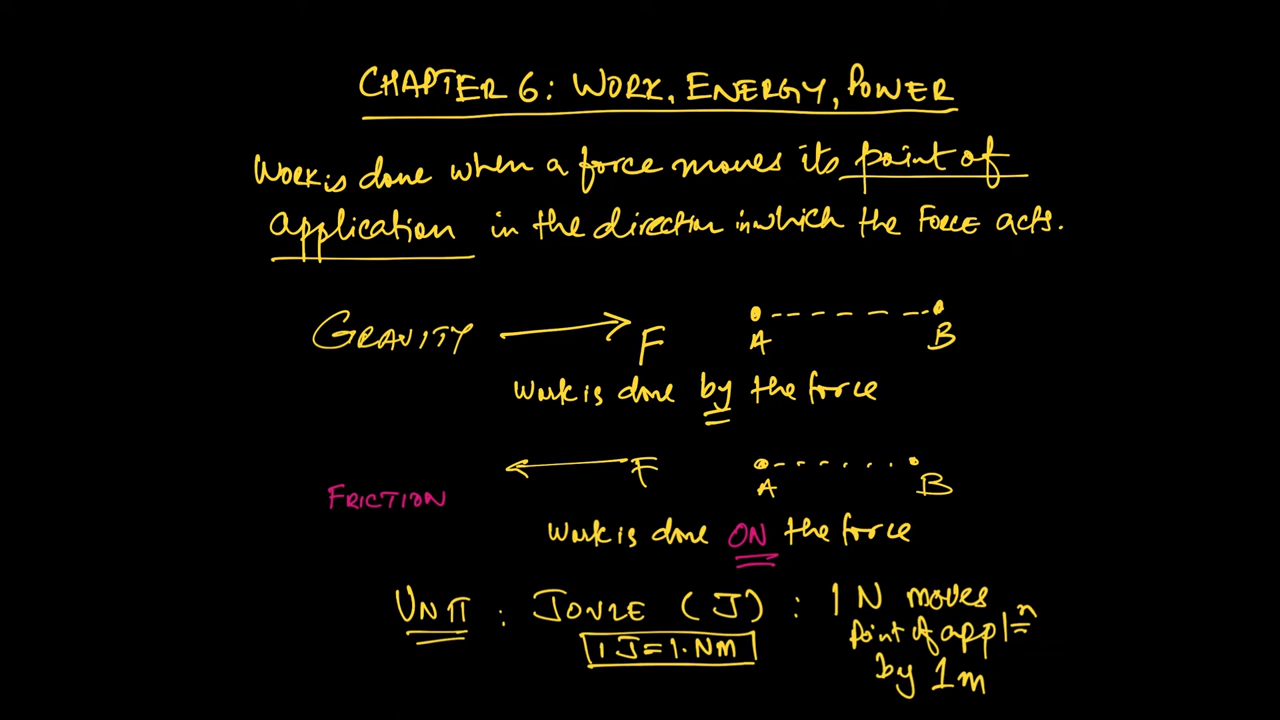 CHAPTER 6: WORK, ENERGY, POWER
Work is done when a force moves its point of
application in the direction in which the FORCE acts.
GRAVITY F A B
Work is done by the force
F A B
FRICTION
Work is done ON the force
UNIT : JOULE (J) : 1 N moves
1 J = 1. NM point of appl n
by 1m